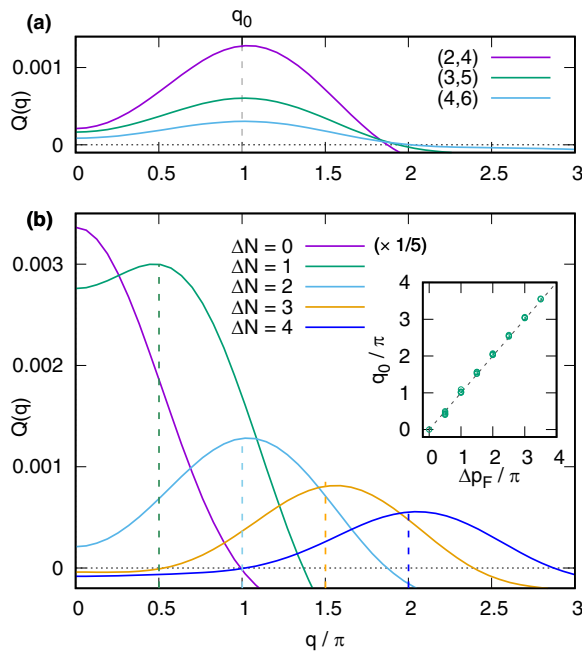 (a)
q₀
Q(q)
0.001
0
(2,4)
(3,5)
(4,6)
0 0.5 1 1.5 2 2.5 3
(b)
Q(q)
0.003
0.002
0.001
0
ΔN = 0 (× 1/5)
ΔN = 1
ΔN = 2
ΔN = 3
ΔN = 4
q₀ / π
4
3
2
1
0
0 1 2 3 4
Δp_F / π
0 0.5 1 1.5 2 2.5 3
q / π